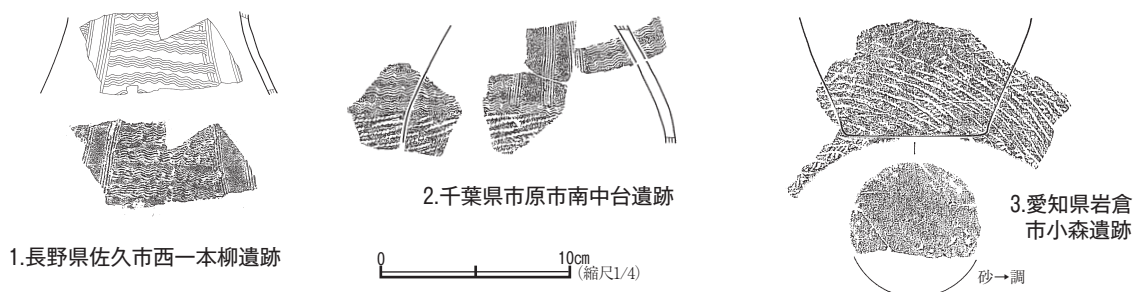 1.長野県佐久市西一本柳遺跡
2.千葉県市原市南中台遺跡
0
10cm
(縮尺1/4)
3.愛知県岩倉
市小森遺跡
砂→調